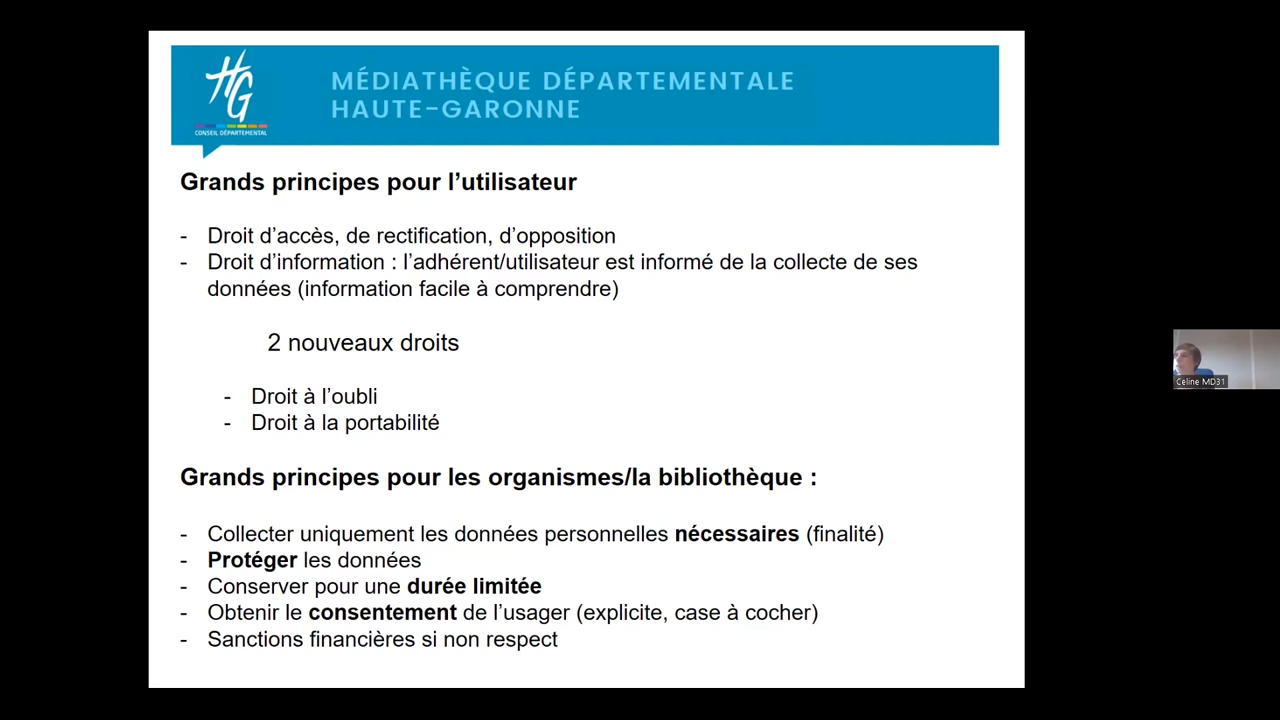 HG
CONSEIL DÉPARTEMENTAL
MÉDIATHÈQUE DÉPARTEMENTALE
HAUTE-GARONNE
Grands principes pour l’utilisateur
- Droit d’accès, de rectification, d’opposition
- Droit d’information : l’adhérent/utilisateur est informé de la collecte de ses
données (information facile à comprendre)
2 nouveaux droits
- Droit à l’oubli
- Droit à la portabilité
Grands principes pour les organismes/la bibliothèque :
- Collecter uniquement les données personnelles nécessaires (finalité)
- Protéger les données
- Conserver pour une durée limitée
- Obtenir le consentement de l’usager (explicite, case à cocher)
- Sanctions financières si non respect
Celine MD31